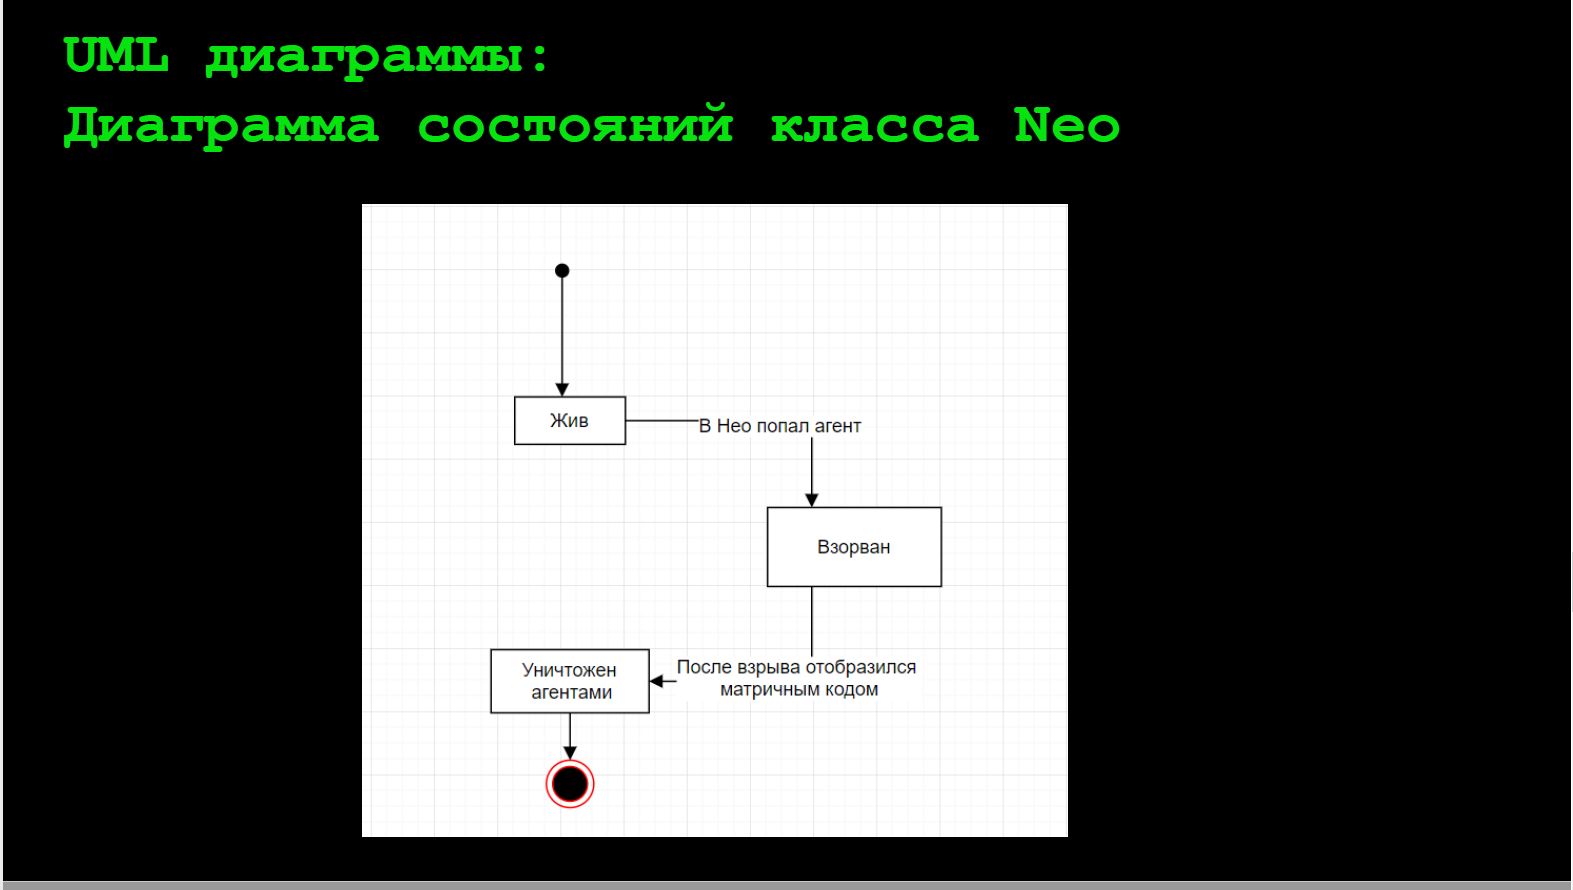 UML диаграммы:
Диаграмма состояний класса Neo
Жив
В Нео попал агент
Взорван
Уничтожен
агентами
После взрыва отобразился
матричным кодом